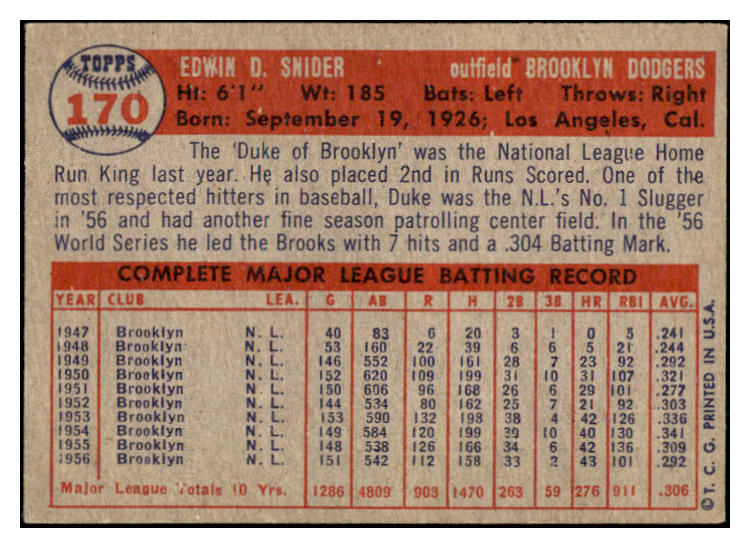 TOPPS
170
EDWIN D. SNIDER outfield BROOKLYN DODGERS
Ht: 6'1" Wt: 185 Bats: Left Throws: Right
Born: September 19, 1926; Los Angeles, Cal.
The 'Duke of Brooklyn' was the National League Home
Run King last year. He also placed 2nd in Runs Scored. One of the
most respected hitters in baseball, Duke was the N.L.'s No. 1 Slugger
in '56 and had another fine season patrolling center field. In the '56
World Series he led the Brooks with 7 hits and a .304 Batting Mark.
COMPLETE MAJOR LEAGUE BATTING RECORD
YEAR CLUB LEA. G AB R H 2B 3B HR RBI AVG.
1947 Brooklyn N. L. 40 83 6 20 3 1 0 5 .241
1948 Brooklyn N. L. 53 160 22 39 6 6 5 21 .244
1949 Brooklyn N. L. 146 552 100 161 28 7 23 92 .292
1950 Brooklyn N. L. 152 620 109 199 31 10 31 107 .321
1951 Brooklyn N. L. 150 606 96 168 26 6 29 101 .277
1952 Brooklyn N. L. 144 534 80 162 25 7 21 92 .303
1953 Brooklyn N. L. 153 590 132 198 38 4 42 126 .336
1954 Brooklyn N. L. 149 584 120 199 39 10 40 130 .341
1955 Brooklyn N. L. 148 538 126 166 34 6 42 136 .309
1956 Brooklyn N. L. 151 542 112 158 33 2 43 101 .292
Major League Totals 10 Yrs. 1286 4809 903 1470 263 59 276 911 .306
© T. C. G. PRINTED IN U.S.A.